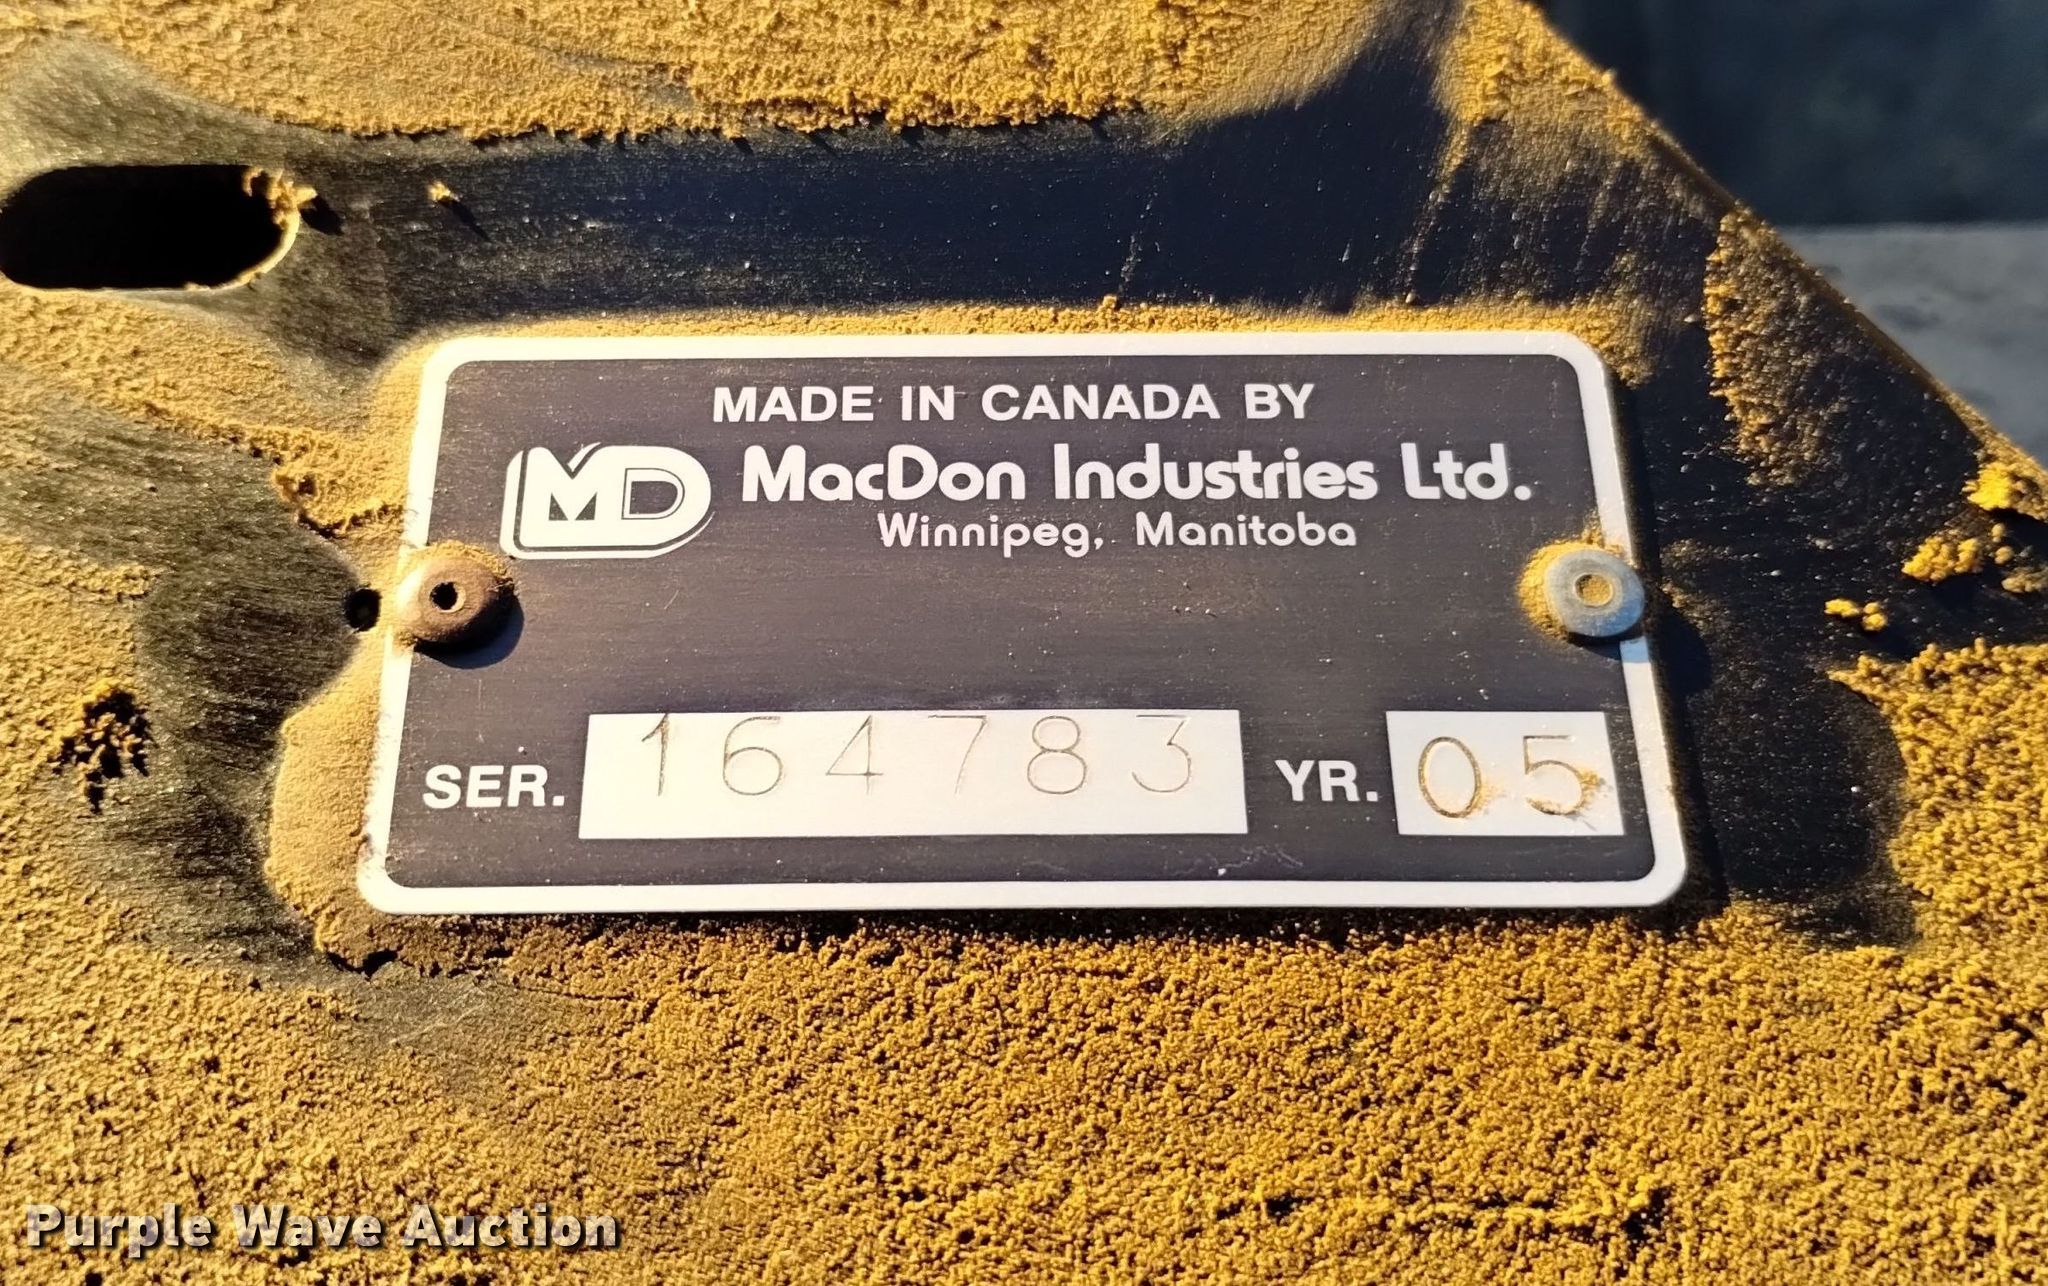 MADE IN CANADA BY
MD MacDon Industries Ltd.
Winnipeg, Manitoba
SER. 164783 YR. 05
Purple Wave Auction